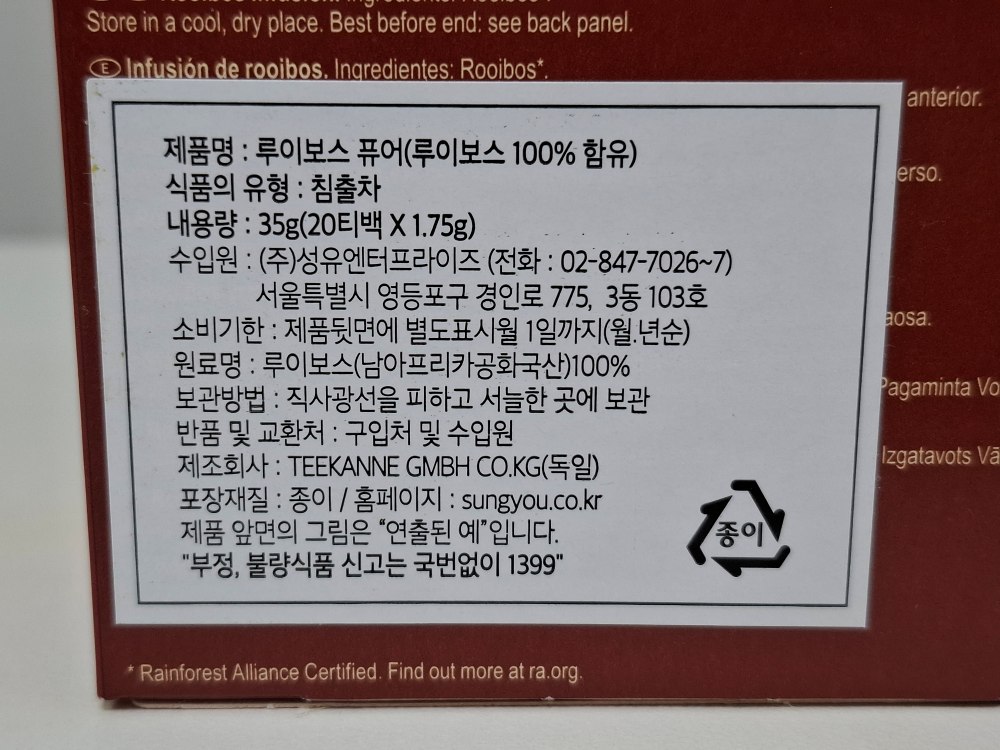 Store in a cool, dry place. Best before end: see back panel.
E Infusión de rooibos. Ingredientes: Rooibos*.
anterior.
제품명 : 루이보스 퓨어(루이보스 100% 함유)
erso.
식품의 유형 : 침출차
내용량 : 35g(20티백 X 1.75g)
수입원 : (주)성유엔터프라이즈 (전화 : 02-847-7026~7)
서울특별시 영등포구 경인로 775, 3동 103호
aosa.
소비기한 : 제품뒷면에 별도표시월 1일까지(월.년순)
원료명 : 루이보스(남아프리카공화국산)100%
Pagaminta Vo
보관방법 : 직사광선을 피하고 서늘한 곳에 보관
반품 및 교환처 : 구입처 및 수입원
Izgatavots Vā
제조회사 : TEEKANNE GMBH CO.KG(독일)
포장재질 : 종이 / 홈페이지 : sungyou.co.kr
제품 앞면의 그림은 “연출된 예”입니다.
종이
"부정, 불량식품 신고는 국번없이 1399"
* Rainforest Alliance Certified. Find out more at ra.org.